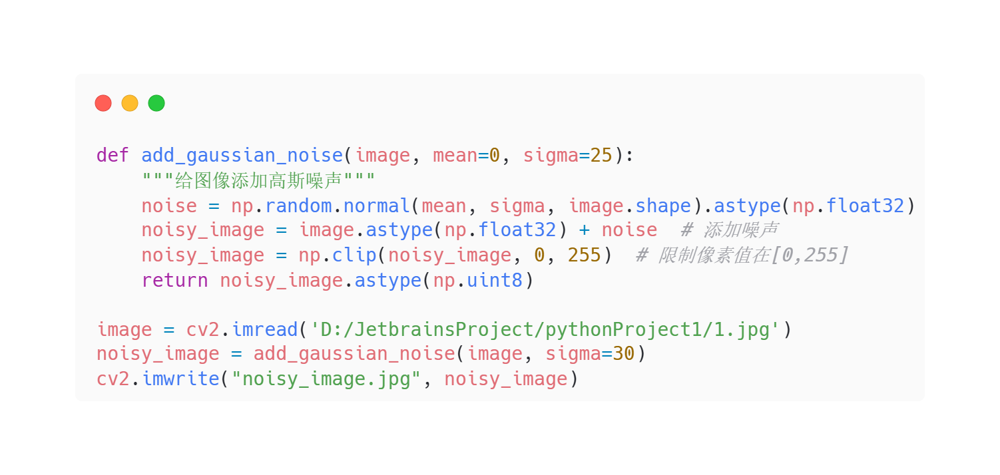 def add_gaussian_noise(image, mean=0, sigma=25):
    """给图像添加高斯噪声"""
    noise = np.random.normal(mean, sigma, image.shape).astype(np.float32)
    noisy_image = image.astype(np.float32) + noise  # 添加噪声
    noisy_image = np.clip(noisy_image, 0, 255)  # 限制像素值在[0,255]
    return noisy_image.astype(np.uint8)

image = cv2.imread('D:/JetbrainsProject/pythonProject1/1.jpg')
noisy_image = add_gaussian_noise(image, sigma=30)
cv2.imwrite("noisy_image.jpg", noisy_image)